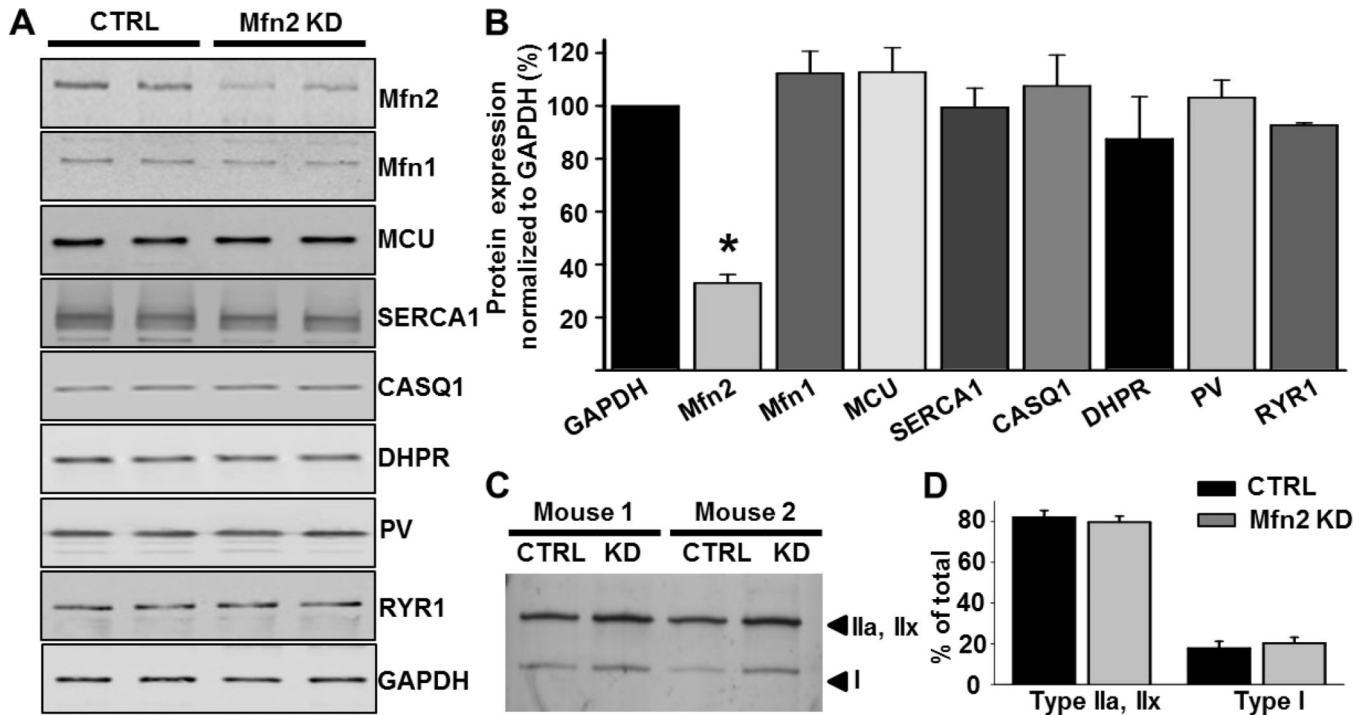 A
CTRL Mfn2 KD
Mfn2
Mfn1
MCU
SERCA1
CASQ1
DHPR
PV
RYR1
GAPDH
B
Protein expression
normalized to GAPDH (%)
120
100
80
60
40
20
*
GAPDH Mfn2 Mfn1 MCU SERCA1 CASQ1 DHPR PV RYR1
C
Mouse 1 Mouse 2
CTRL KD CTRL KD
IIa, IIx
I
D
CTRL
Mfn2 KD
% of total
80
60
40
20
0
Type IIa, IIx Type I